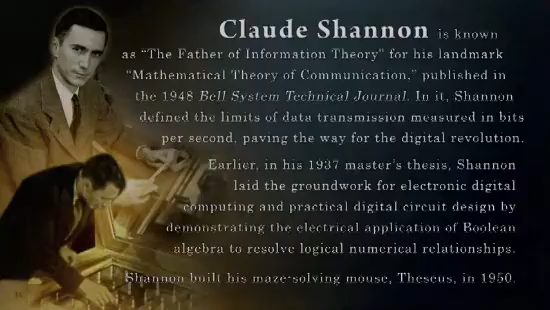 Claude Shannon is known
as “The Father of Information Theory” for his landmark
“Mathematical Theory of Communication,” published in
the 1948 Bell System Technical Journal. In it, Shannon
defined the limits of data transmission measured in bits
per second, paving the way for the digital revolution.
Earlier, in his 1937 master’s thesis, Shannon
laid the groundwork for electronic digital
computing and practical digital circuit design by
demonstrating the electrical application of Boolean
algebra to resolve logical numerical relationships.
Shannon built his maze-solving mouse, Theseus, in 1950.